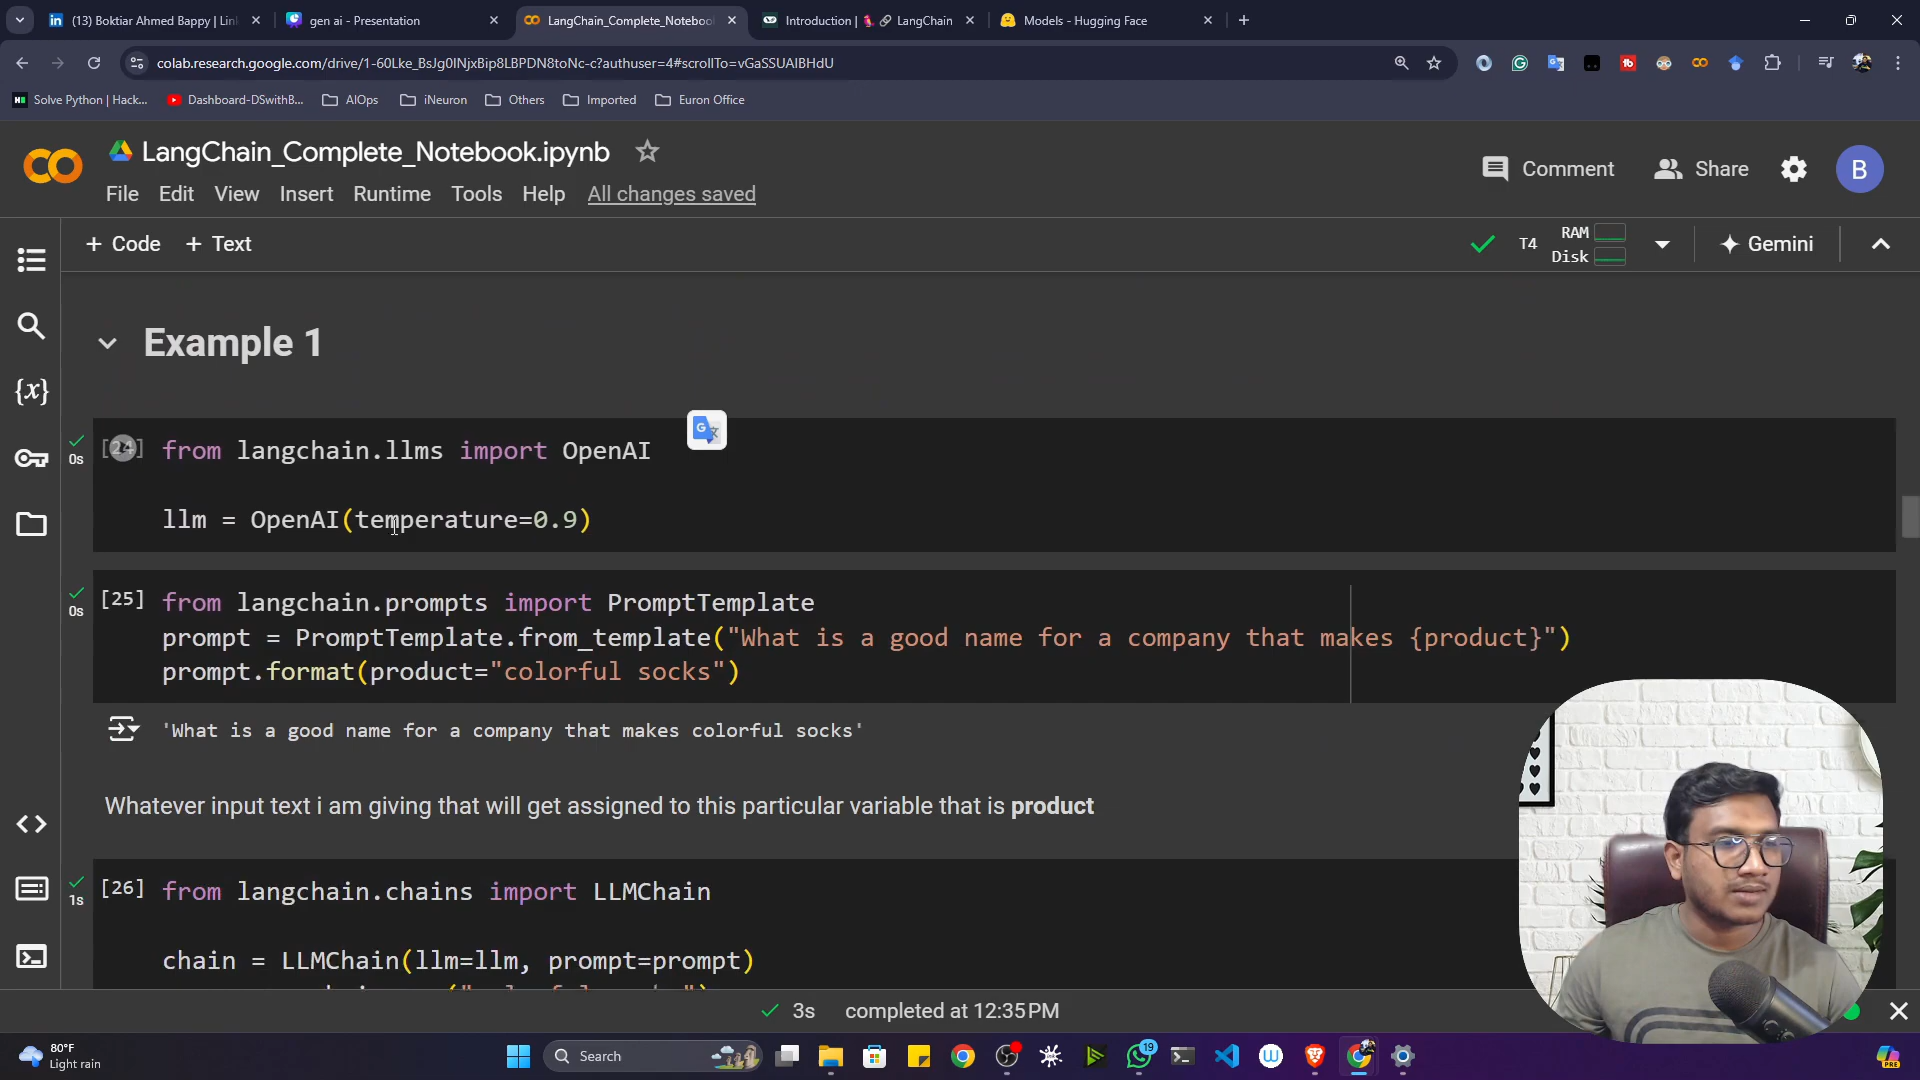 (13) Boktiar Ahmed Bappy | Lin
gen ai - Presentation
LangChain_Complete_Notebook
Introduction | LangChain
Models - Hugging Face
colab.research.google.com/drive/1-60Lke_BsJg0lNjxBip8LBPDN8toNc-c?authuser=4#scrollTo=vGaSSUAIBHdU
Solve Python | Hack...
Dashboard-DSwithB...
AIOps
iNeuron
Others
Imported
Euron Office
LangChain_Complete_Notebook.ipynb
Comment
Share
B
File Edit View Insert Runtime Tools Help All changes saved
+ Code + Text
T4
RAM
Disk
Gemini
Example 1
[24] from langchain.llms import OpenAI
0s
llm = OpenAI(temperature=0.9)
[25] from langchain.prompts import PromptTemplate
0s
prompt = PromptTemplate.from_template("What is a good name for a company that makes {product}")
prompt.format(product="colorful socks")
'What is a good name for a company that makes colorful socks'
Whatever input text i am giving that will get assigned to this particular variable that is product
[26] from langchain.chains import LLMChain
1s
chain = LLMChain(llm=llm, prompt=prompt)
3s completed at 12:35 PM
80°F
Light rain
Search
19